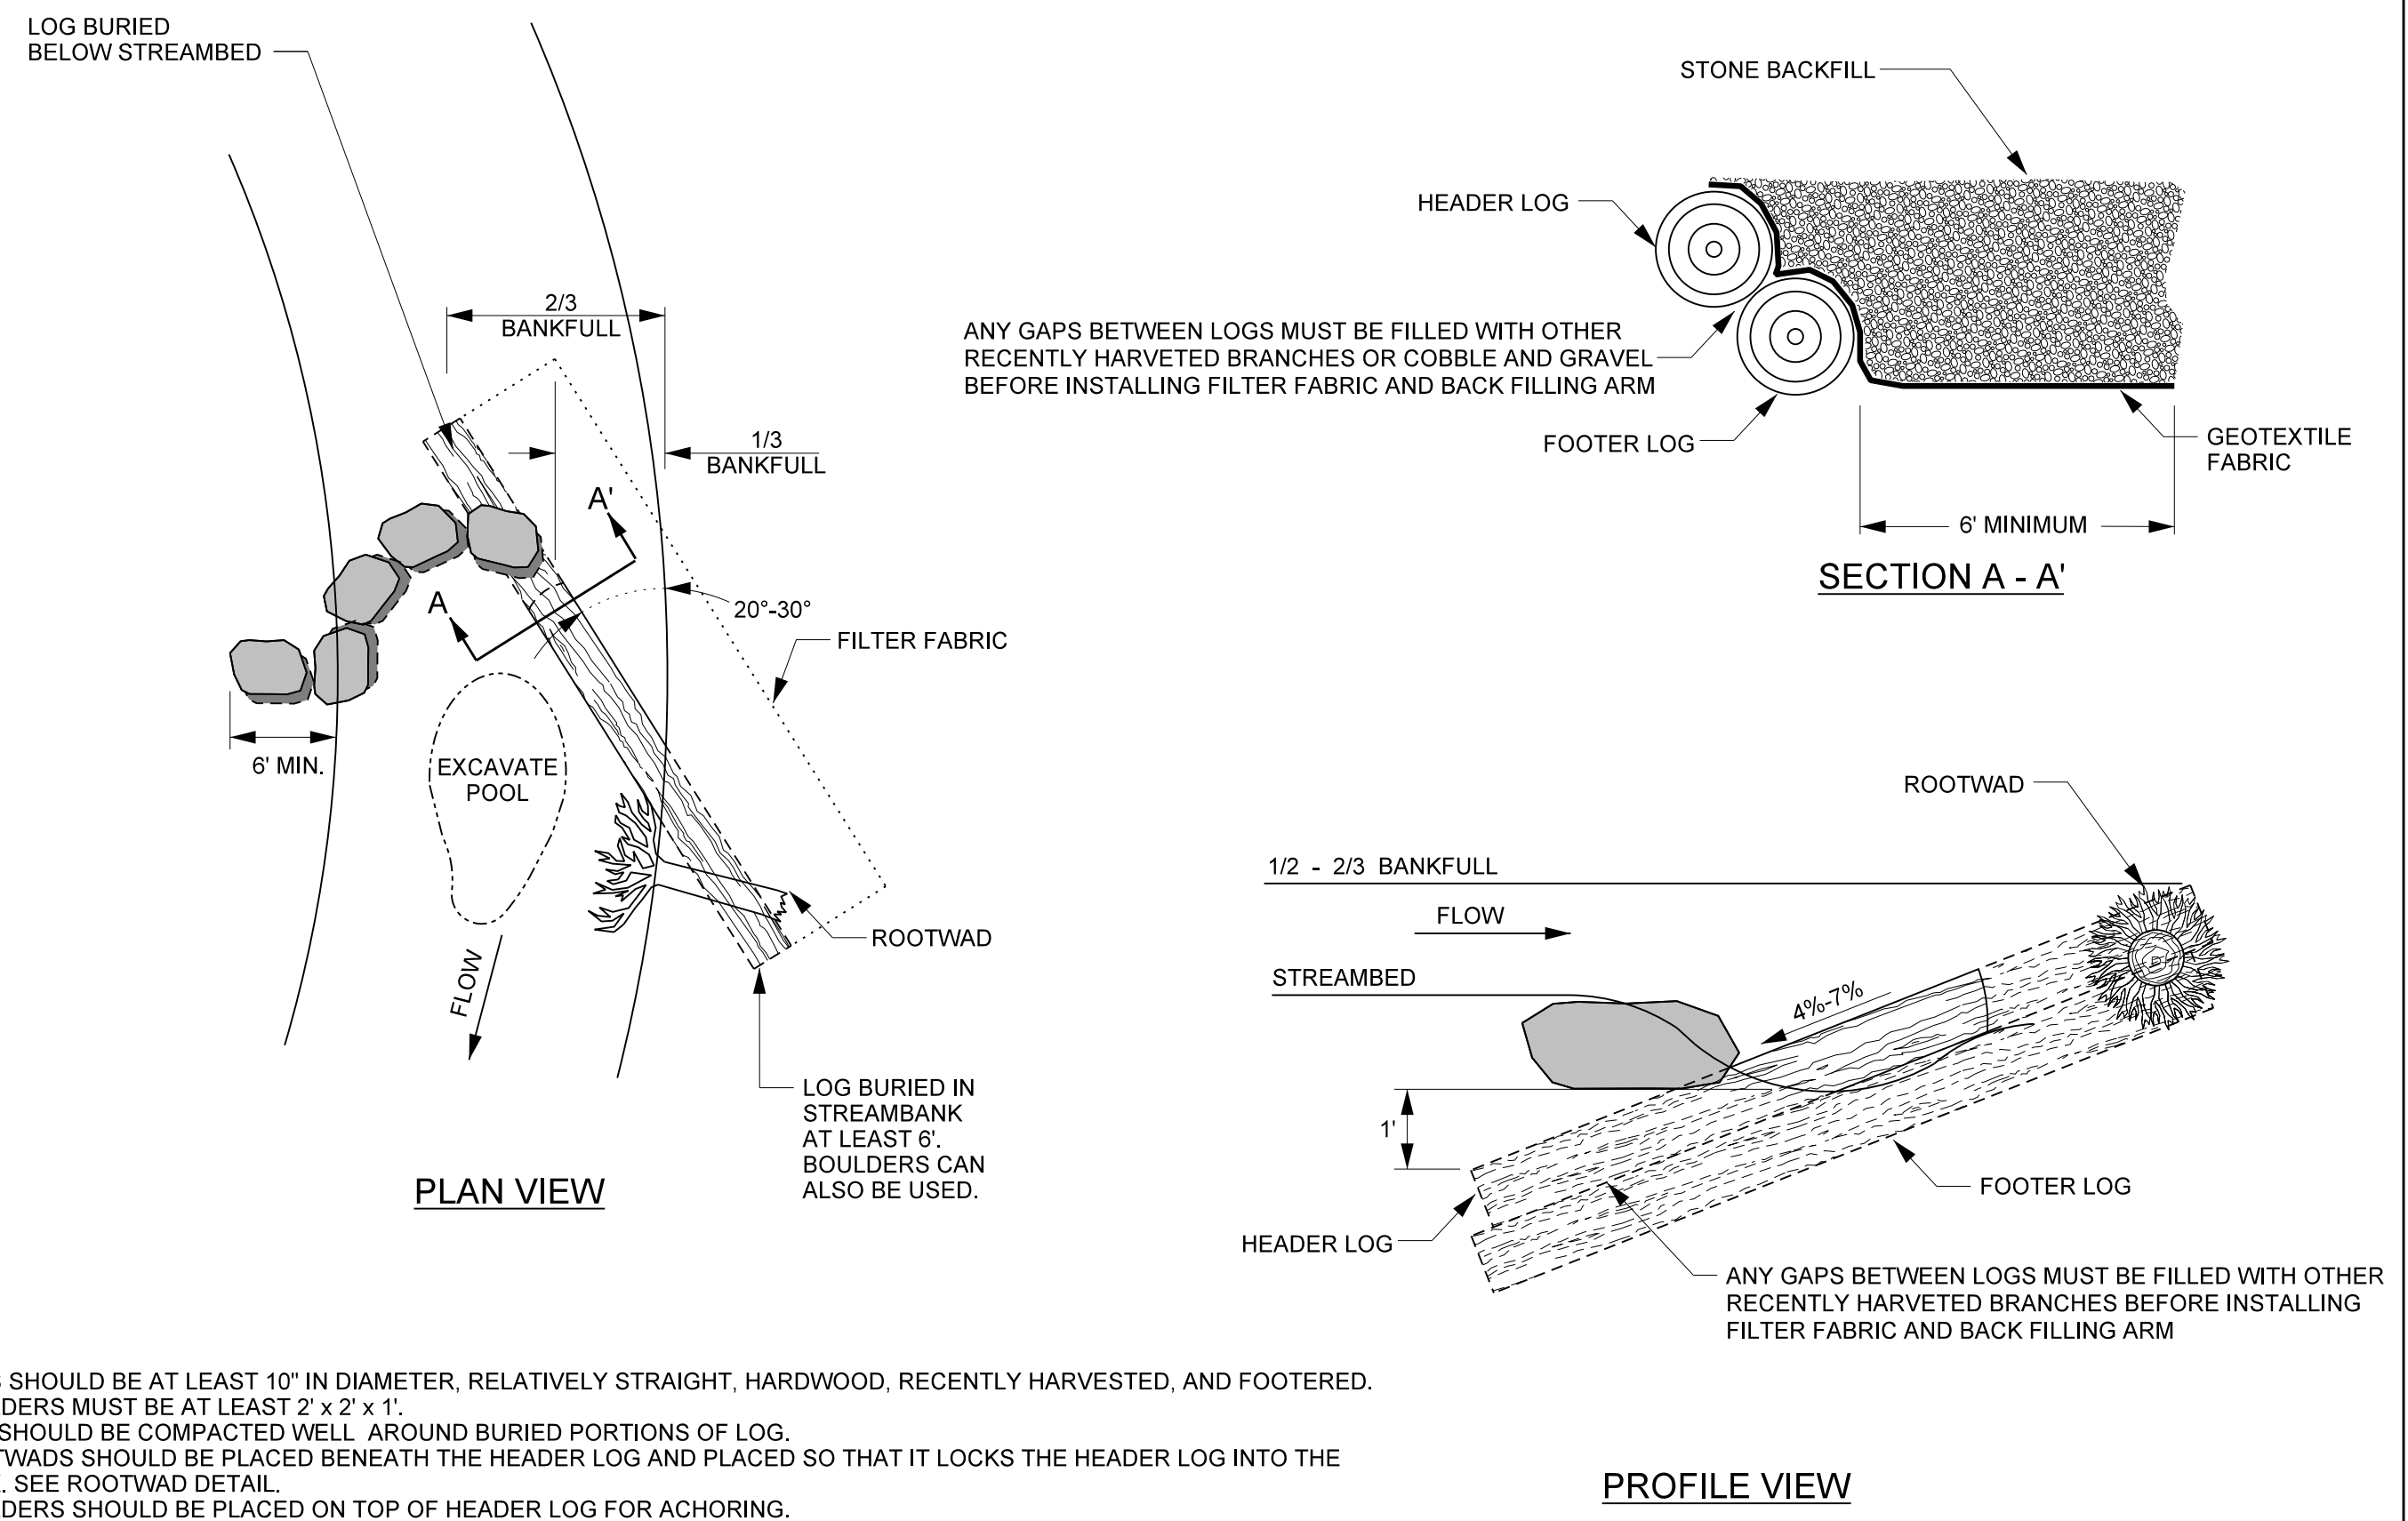 LOG BURIED
BELOW STREAMBED
2/3
BANKFULL
1/3
BANKFULL
A'
A
20°-30°
FILTER FABRIC
6' MIN.
EXCAVATE
POOL
ROOTWAD
FLOW
LOG BURIED IN
STREAMBANK
AT LEAST 6'.
BOULDERS CAN
ALSO BE USED.
PLAN VIEW
STONE BACKFILL
HEADER LOG
ANY GAPS BETWEEN LOGS MUST BE FILLED WITH OTHER
RECENTLY HARVETED BRANCHES OR COBBLE AND GRAVEL
BEFORE INSTALLING FILTER FABRIC AND BACK FILLING ARM
FOOTER LOG
GEOTEXTILE
FABRIC
6' MINIMUM
SECTION A - A'
ROOTWAD
1/2 - 2/3 BANKFULL
FLOW
STREAMBED
4%-7%
1'
FOOTER LOG
HEADER LOG
ANY GAPS BETWEEN LOGS MUST BE FILLED WITH OTHER
RECENTLY HARVETED BRANCHES BEFORE INSTALLING
FILTER FABRIC AND BACK FILLING ARM
PROFILE VIEW
SHOULD BE AT LEAST 10" IN DIAMETER, RELATIVELY STRAIGHT, HARDWOOD, RECENTLY HARVESTED, AND FOOTERED.
DERS MUST BE AT LEAST 2' x 2' x 1'.
SHOULD BE COMPACTED WELL AROUND BURIED PORTIONS OF LOG.
TWADS SHOULD BE PLACED BENEATH THE HEADER LOG AND PLACED SO THAT IT LOCKS THE HEADER LOG INTO THE
. SEE ROOTWAD DETAIL.
LDERS SHOULD BE PLACED ON TOP OF HEADER LOG FOR ACHORING.